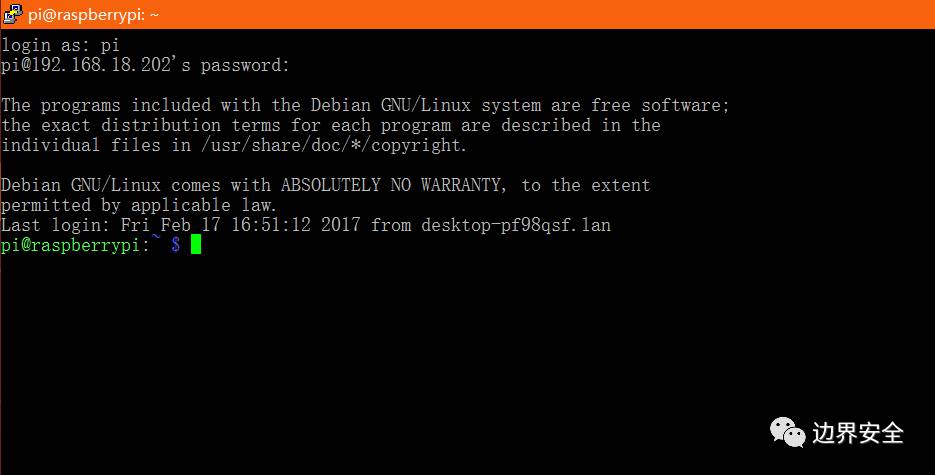 pi@raspberrypi: ~
login as: pi
pi@192.168.18.202's password:
The programs included with the Debian GNU/Linux system are free software;
the exact distribution terms for each program are described in the
individual files in /usr/share/doc/*/copyright.
Debian GNU/Linux comes with ABSOLUTELY NO WARRANTY, to the extent
permitted by applicable law.
Last login: Fri Feb 17 16:51:12 2017 from desktop-pf98qsf.lan
pi@raspberrypi:~ $
边界安全